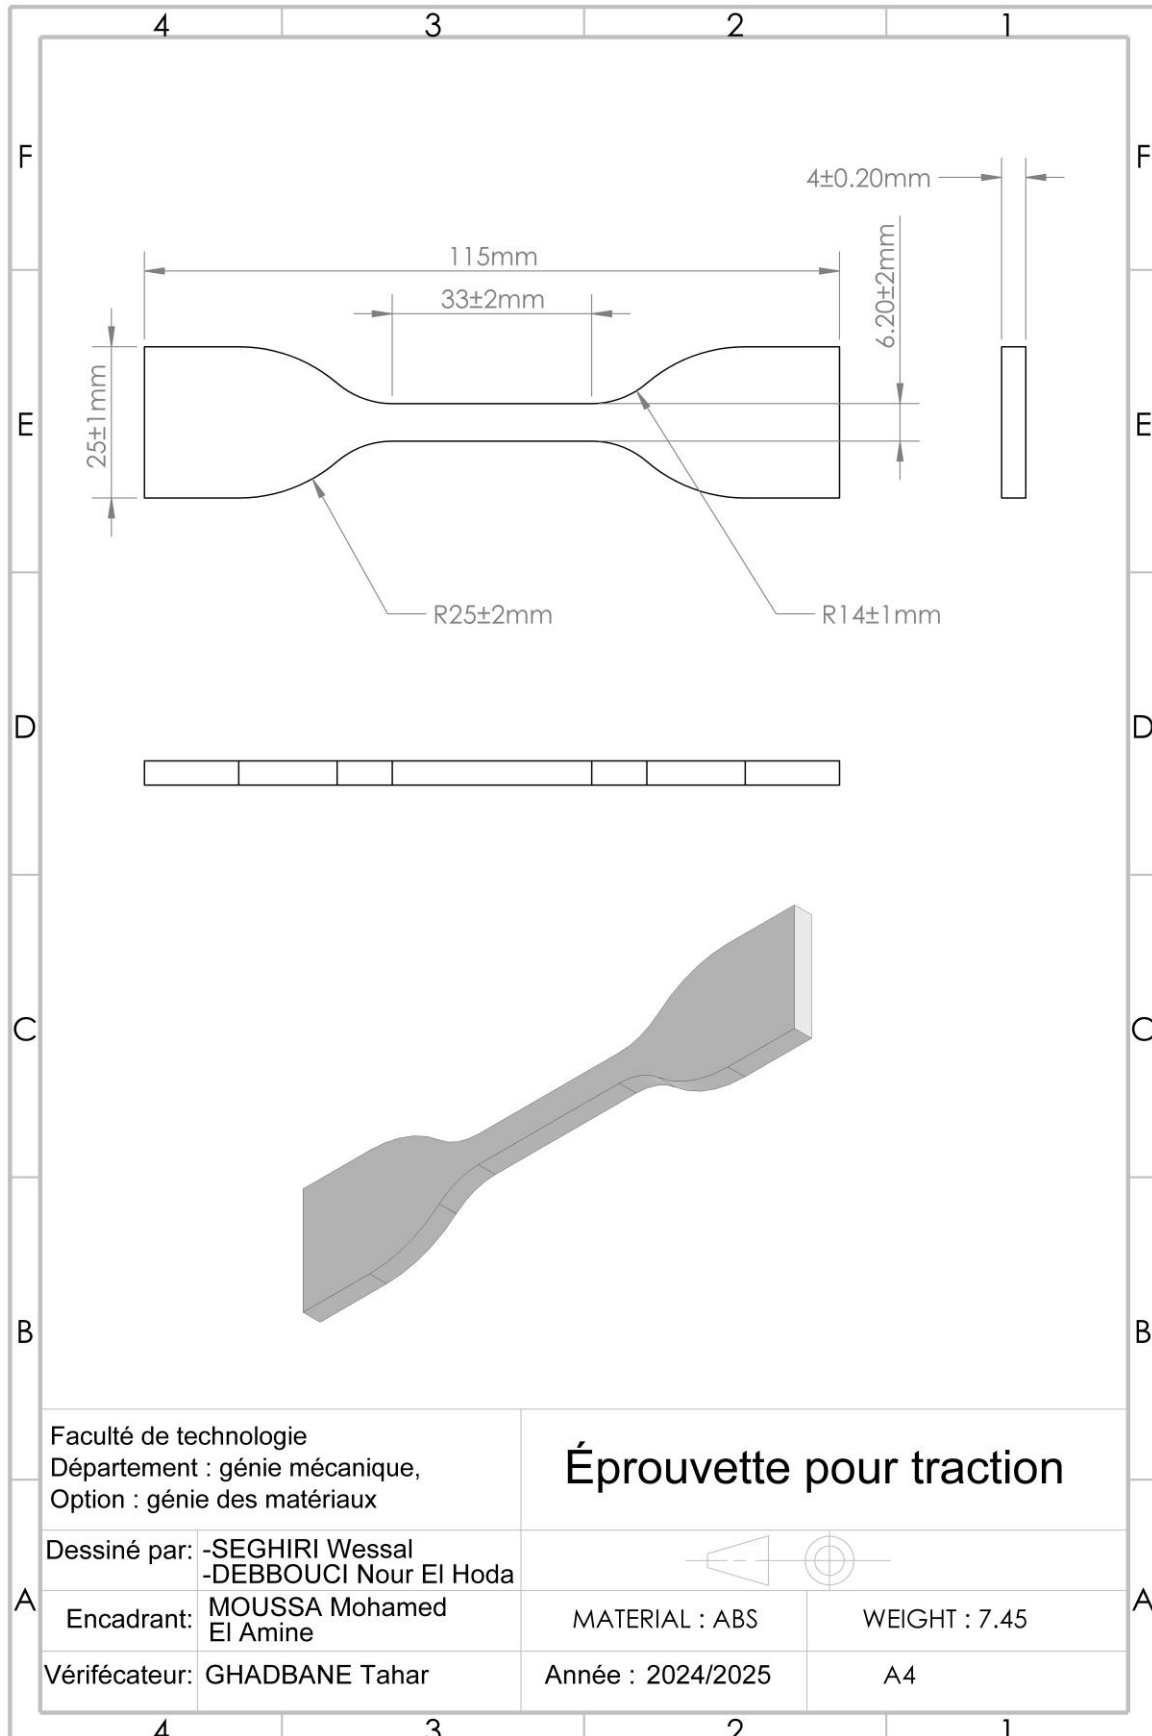 4 3 2 1
F F
4±0.20mm
115mm
6.20±2mm
33±2mm
25±1mm
E E
R25±2mm R14±1mm
D D
C C
B B
Faculté de technologie
Département : génie mécanique,
Option : génie des matériaux
Éprouvette pour traction
Dessiné par: -SEGHIRI Wessal
-DEBBOUCI Nour El Hoda
A A
Encadrant: MOUSSA Mohamed
El Amine
MATERIAL : ABS WEIGHT : 7.45
Vérifécateur: GHADBANE Tahar Année : 2024/2025 A4
4 3 2 1